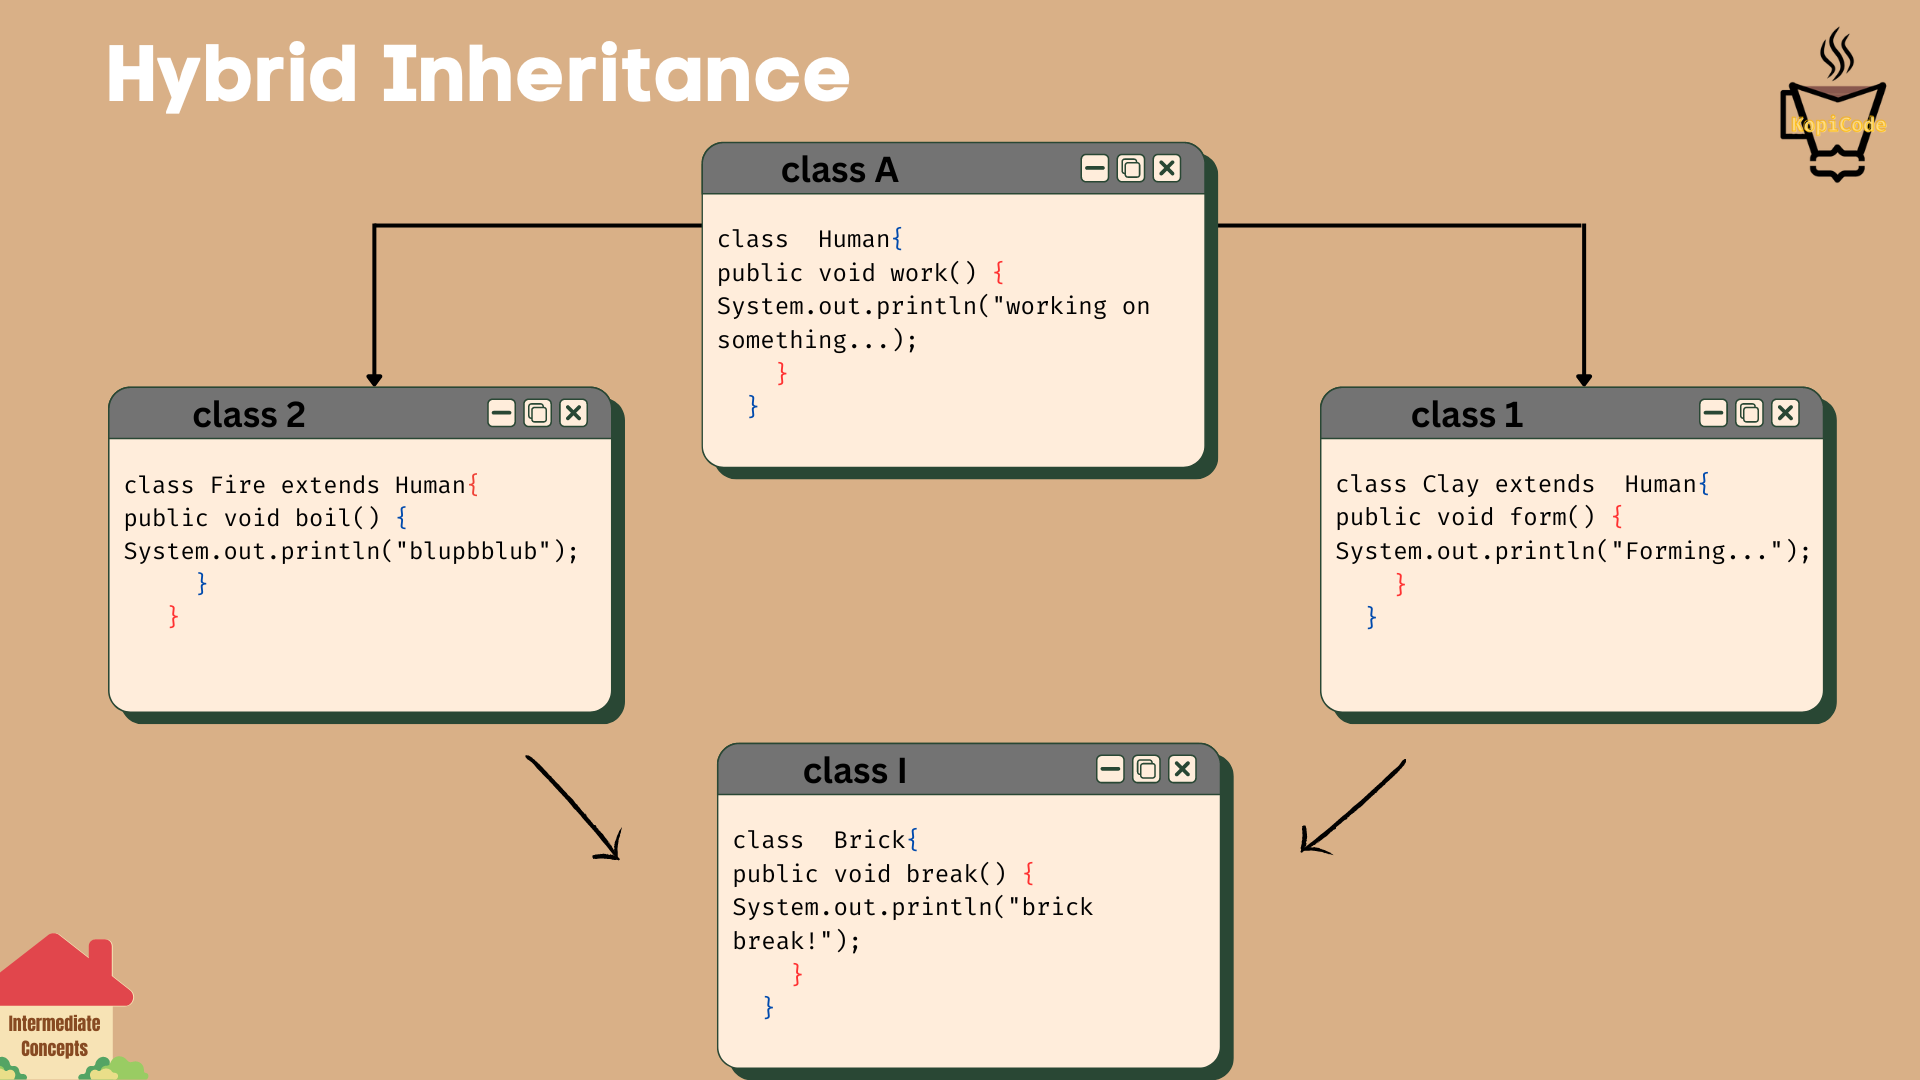 Hybrid Inheritance
KopiCode
class A
class  Human{
public void work() {
System.out.println("working on
something...);
}
}
class 2
class Fire extends Human{
public void boil() {
System.out.println("blupbblub");
}
}
class 1
class Clay extends  Human{
public void form() {
System.out.println("Forming...");
}
}
class I
class  Brick{
public void break() {
System.out.println("brick
break!");
}
}
Intermediate
Concepts